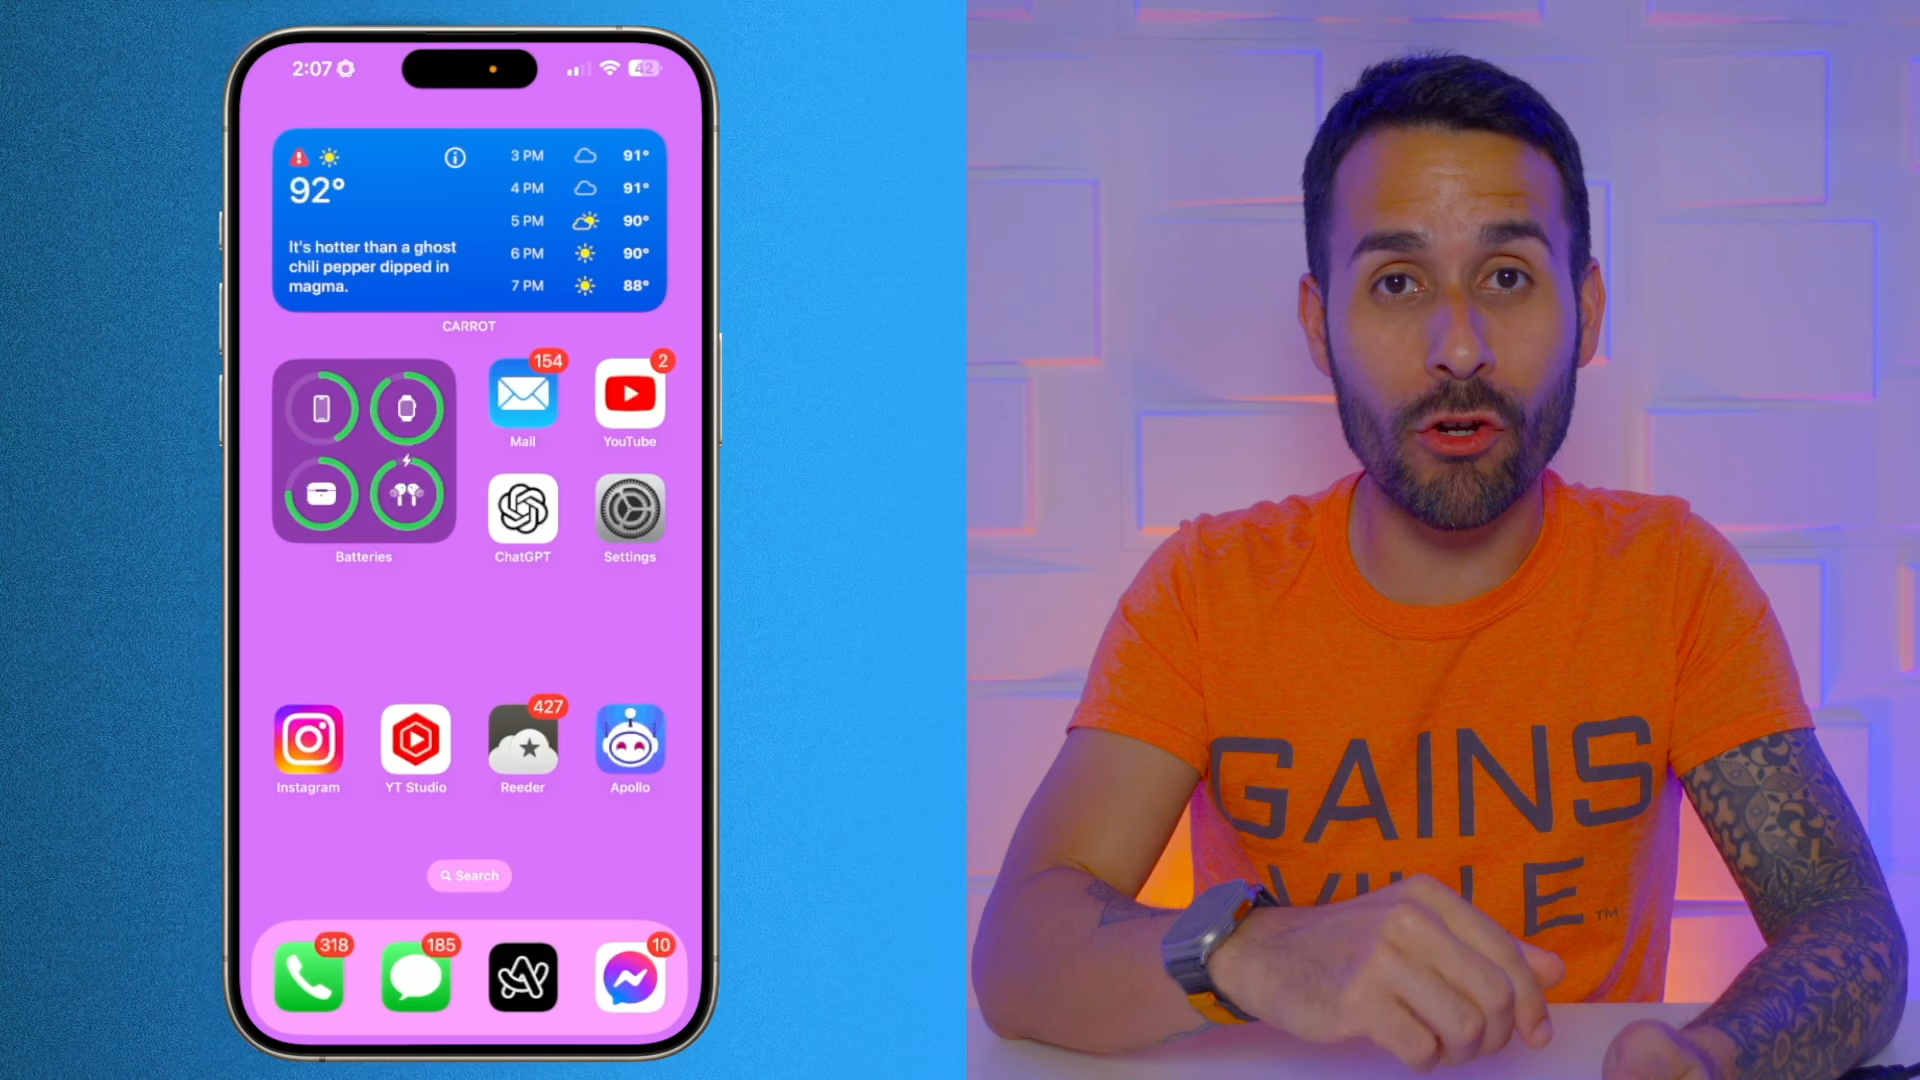 2:07
42
92°
It's hotter than a ghost
chili pepper dipped in
magma.
3 PM 91°
4 PM 91°
5 PM 90°
6 PM 90°
7 PM 88°
CARROT
154
2
Mail
YouTube
Batteries
ChatGPT
Settings
427
Instagram
YT Studio
Reeder
Apollo
Search
318
185
10
GAINS
VILLE™